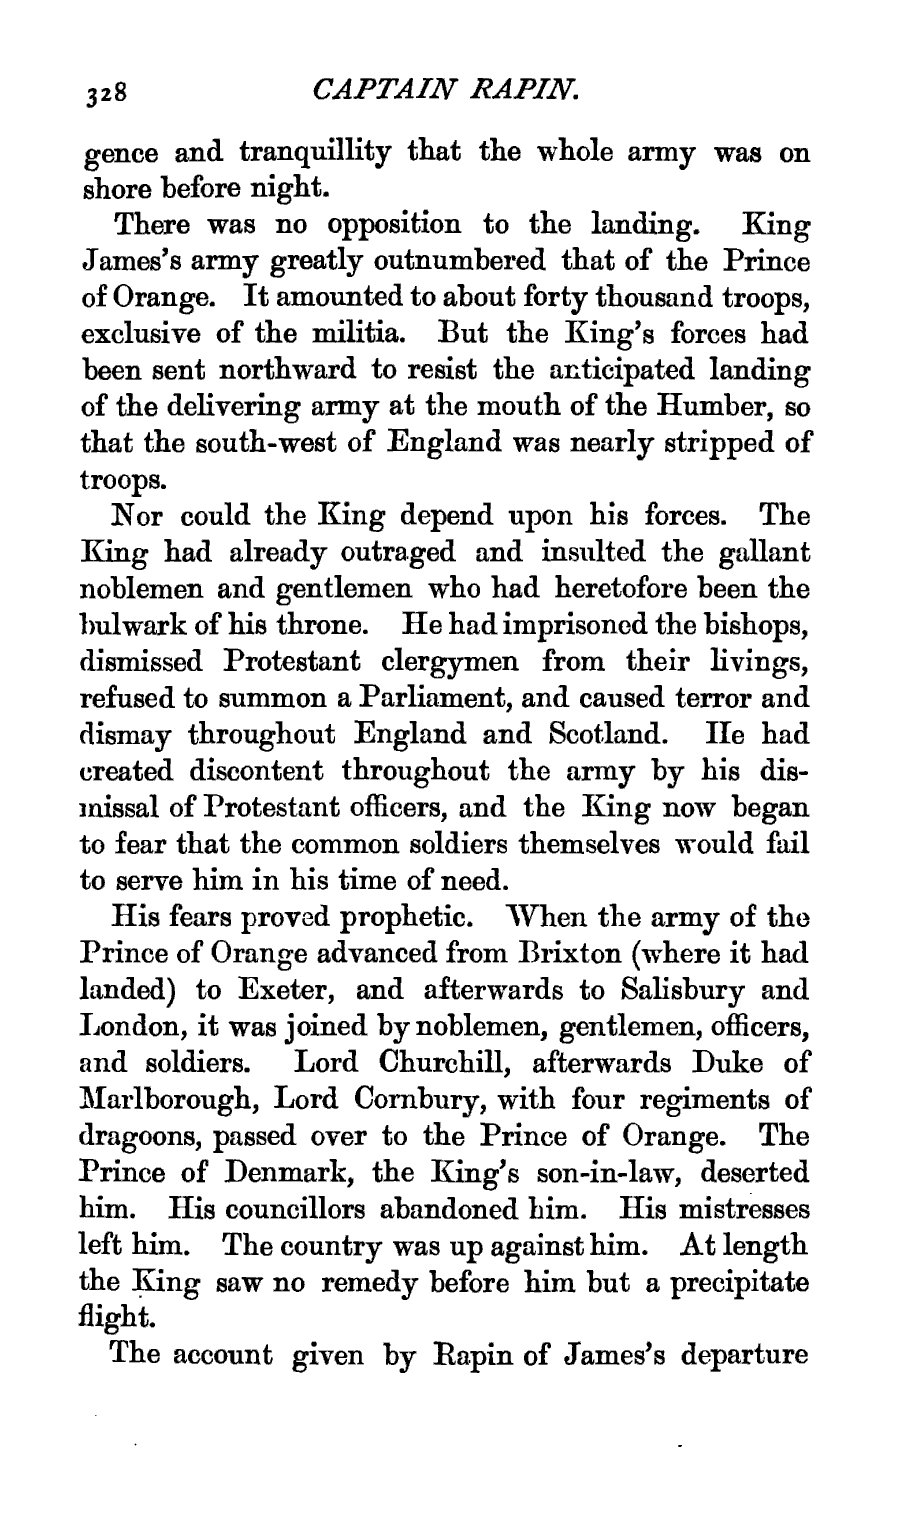 328 CAPTAIN RAPIN.
gence and tranquillity that the whole army was on
shore before night.
There was no opposition to the landing. King
James's army greatly outnumbered that of the Prince
of Orange. It amounted to about forty thousand troops,
exclusive of the militia. But the King's forces had
been sent northward to resist the anticipated landing
of the delivering army at the mouth of the Humber, so
that the south-west of England was nearly stripped of
troops.
Nor could the King depend upon his forces. The
King had already outraged and insulted the gallant
noblemen and gentlemen who had heretofore been the
bulwark of his throne. He had imprisoned the bishops,
dismissed Protestant clergymen from their livings,
refused to summon a Parliament, and caused terror and
dismay throughout England and Scotland. He had
created discontent throughout the army by his dis-
missal of Protestant officers, and the King now began
to fear that the common soldiers themselves would fail
to serve him in his time of need.
His fears proved prophetic. When the army of the
Prince of Orange advanced from Brixton (where it had
landed) to Exeter, and afterwards to Salisbury and
London, it was joined by noblemen, gentlemen, officers,
and soldiers. Lord Churchill, afterwards Duke of
Marlborough, Lord Cornbury, with four regiments of
dragoons, passed over to the Prince of Orange. The
Prince of Denmark, the King's son-in-law, deserted
him. His councillors abandoned him. His mistresses
left him. The country was up against him. At length
the King saw no remedy before him but a precipitate
flight.
The account given by Rapin of James's departure